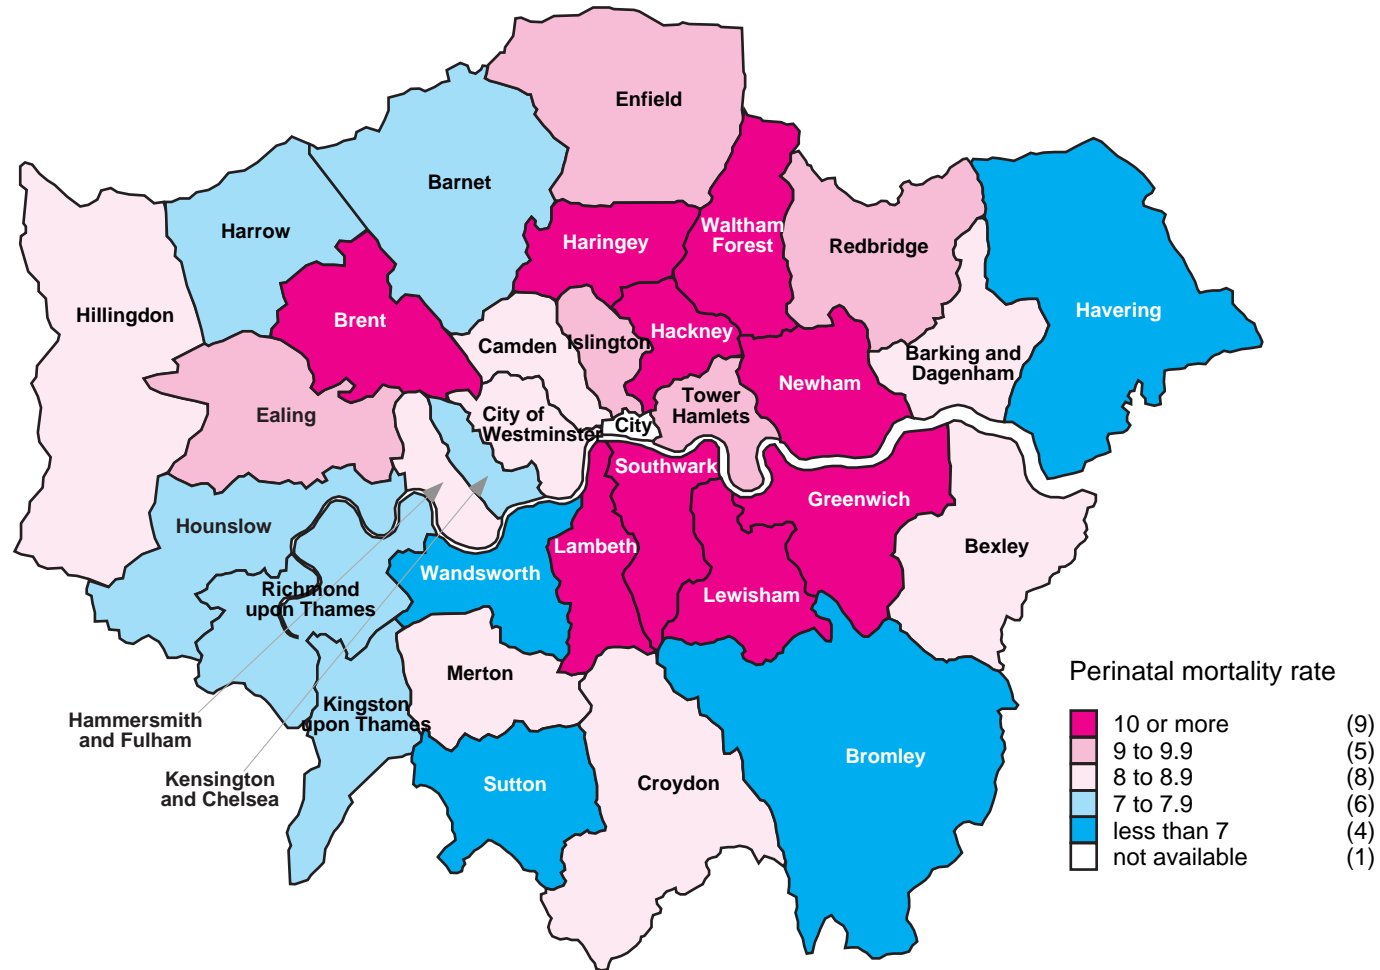 Enfield
Barnet
Harrow
Haringey
Waltham
Forest
Redbridge
Hillingdon
Brent
Camden
Islington
Hackney
Havering
Barking and
Dagenham
Newham
Ealing
City of
Westminster
City
Tower
Hamlets
Southwark
Greenwich
Hounslow
Lambeth
Bexley
Wandsworth
Richmond
upon Thames
Lewisham
Merton
Kingston
upon Thames
Hammersmith
and Fulham
Kensington
and Chelsea
Sutton
Croydon
Bromley
Perinatal mortality rate
10 or more (9)
9 to 9.9 (5)
8 to 8.9 (8)
7 to 7.9 (6)
less than 7 (4)
not available (1)